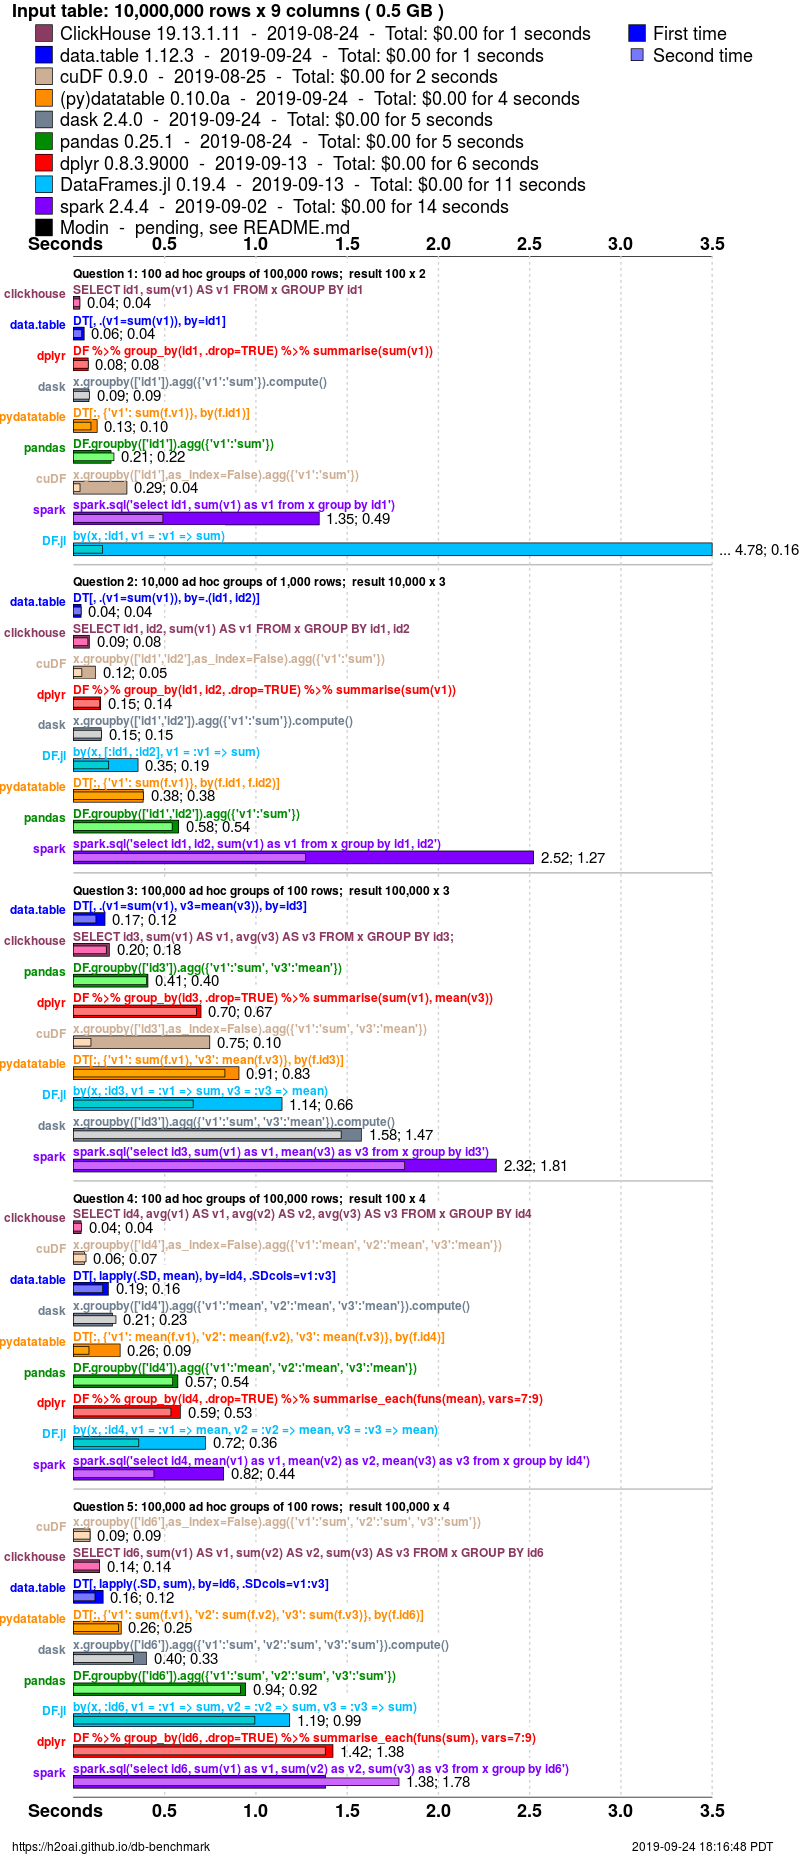 Input table: 10,000,000 rows x 9 columns ( 0.5 GB )
ClickHouse 19.13.1.11 - 2019-08-24 - Total: $0.00 for 1 seconds
First time
data.table 1.12.3 - 2019-09-24 - Total: $0.00 for 1 seconds
Second time
cuDF 0.9.0 - 2019-08-25 - Total: $0.00 for 2 seconds
(py)datatable 0.10.0a - 2019-09-24 - Total: $0.00 for 4 seconds
dask 2.4.0 - 2019-09-24 - Total: $0.00 for 5 seconds
pandas 0.25.1 - 2019-08-24 - Total: $0.00 for 5 seconds
dplyr 0.8.3.9000 - 2019-09-13 - Total: $0.00 for 6 seconds
DataFrames.jl 0.19.4 - 2019-09-13 - Total: $0.00 for 11 seconds
spark 2.4.4 - 2019-09-02 - Total: $0.00 for 14 seconds
Modin - pending, see README.md
Seconds 0.5 1.0 1.5 2.0 2.5 3.0 3.5
Question 1: 100 ad hoc groups of 100,000 rows; result 100 x 2
clickhouse SELECT id1, sum(v1) AS v1 FROM x GROUP BY id1
0.04; 0.04
data.table DT[, .(v1=sum(v1)), by=id1]
0.06; 0.04
dplyr DF %>% group_by(id1, .drop=TRUE) %>% summarise(sum(v1))
0.08; 0.08
dask x.groupby(['id1']).agg({'v1':'sum'}).compute()
0.09; 0.09
pydatatable DT[:, {'v1': sum(f.v1)}, by(f.id1)]
0.13; 0.10
pandas DF.groupby(['id1']).agg({'v1':'sum'})
0.21; 0.22
cuDF x.groupby(['id1'],as_index=False).agg({'v1':'sum'})
0.29; 0.04
spark spark.sql('select id1, sum(v1) as v1 from x group by id1')
1.35; 0.49
DF.jl by(x, :id1, v1 = :v1 => sum)
... 4.78; 0.16
Question 2: 10,000 ad hoc groups of 1,000 rows; result 10,000 x 3
data.table DT[, .(v1=sum(v1)), by=.(id1, id2)]
0.04; 0.04
clickhouse SELECT id1, id2, sum(v1) AS v1 FROM x GROUP BY id1, id2
0.09; 0.08
cuDF x.groupby(['id1','id2'],as_index=False).agg({'v1':'sum'})
0.12; 0.05
dplyr DF %>% group_by(id1, id2, .drop=TRUE) %>% summarise(sum(v1))
0.15; 0.14
dask x.groupby(['id1','id2']).agg({'v1':'sum'}).compute()
0.15; 0.15
DF.jl by(x, [:id1, :id2], v1 = :v1 => sum)
0.35; 0.19
pydatatable DT[:, {'v1': sum(f.v1)}, by(f.id1, f.id2)]
0.38; 0.38
pandas DF.groupby(['id1','id2']).agg({'v1':'sum'})
0.58; 0.54
spark spark.sql('select id1, id2, sum(v1) as v1 from x group by id1, id2')
2.52; 1.27
Question 3: 100,000 ad hoc groups of 100 rows; result 100,000 x 3
data.table DT[, .(v1=sum(v1), v3=mean(v3)), by=id3]
0.17; 0.12
clickhouse SELECT id3, sum(v1) AS v1, avg(v3) AS v3 FROM x GROUP BY id3;
0.20; 0.18
pandas DF.groupby(['id3']).agg({'v1':'sum', 'v3':'mean'})
0.41; 0.40
dplyr DF %>% group_by(id3, .drop=TRUE) %>% summarise(sum(v1), mean(v3))
0.70; 0.67
cuDF x.groupby(['id3'],as_index=False).agg({'v1':'sum', 'v3':'mean'})
0.75; 0.10
pydatatable DT[:, {'v1': sum(f.v1), 'v3': mean(f.v3)}, by(f.id3)]
0.91; 0.83
DF.jl by(x, :id3, v1 = :v1 => sum, v3 = :v3 => mean)
1.14; 0.66
dask x.groupby(['id3']).agg({'v1':'sum', 'v3':'mean'}).compute()
1.58; 1.47
spark spark.sql('select id3, sum(v1) as v1, mean(v3) as v3 from x group by id3')
2.32; 1.81
Question 4: 100 ad hoc groups of 100,000 rows; result 100 x 4
clickhouse SELECT id4, avg(v1) AS v1, avg(v2) AS v2, avg(v3) AS v3 FROM x GROUP BY id4
0.04; 0.04
cuDF x.groupby(['id4'],as_index=False).agg({'v1':'mean', 'v2':'mean', 'v3':'mean'})
0.06; 0.07
data.table DT[, lapply(.SD, mean), by=id4, .SDcols=v1:v3]
0.19; 0.16
dask x.groupby(['id4']).agg({'v1':'mean', 'v2':'mean', 'v3':'mean'}).compute()
0.21; 0.23
pydatatable DT[:, {'v1': mean(f.v1), 'v2': mean(f.v2), 'v3': mean(f.v3)}, by(f.id4)]
0.26; 0.09
pandas DF.groupby(['id4']).agg({'v1':'mean', 'v2':'mean', 'v3':'mean'})
0.57; 0.54
dplyr DF %>% group_by(id4, .drop=TRUE) %>% summarise_each(funs(mean), vars=7:9)
0.59; 0.53
DF.jl by(x, :id4, v1 = :v1 => mean, v2 = :v2 => mean, v3 = :v3 => mean)
0.72; 0.36
spark spark.sql('select id4, mean(v1) as v1, mean(v2) as v2, mean(v3) as v3 from x group by id4')
0.82; 0.44
Question 5: 100,000 ad hoc groups of 100 rows; result 100,000 x 4
cuDF x.groupby(['id6'],as_index=False).agg({'v1':'sum', 'v2':'sum', 'v3':'sum'})
0.09; 0.09
clickhouse SELECT id6, sum(v1) AS v1, sum(v2) AS v2, sum(v3) AS v3 FROM x GROUP BY id6
0.14; 0.14
data.table DT[, lapply(.SD, sum), by=id6, .SDcols=v1:v3]
0.16; 0.12
pydatatable DT[:, {'v1': sum(f.v1), 'v2': sum(f.v2), 'v3': sum(f.v3)}, by(f.id6)]
0.26; 0.25
dask x.groupby(['id6']).agg({'v1':'sum', 'v2':'sum', 'v3':'sum'}).compute()
0.40; 0.33
pandas DF.groupby(['id6']).agg({'v1':'sum', 'v2':'sum', 'v3':'sum'})
0.94; 0.92
DF.jl by(x, :id6, v1 = :v1 => sum, v2 = :v2 => sum, v3 = :v3 => sum)
1.19; 0.99
dplyr DF %>% group_by(id6, .drop=TRUE) %>% summarise_each(funs(sum), vars=7:9)
1.42; 1.38
spark spark.sql('select id6, sum(v1) as v1, sum(v2) as v2, sum(v3) as v3 from x group by id6')
1.38; 1.78
Seconds 0.5 1.0 1.5 2.0 2.5 3.0 3.5
https://h2oai.github.io/db-benchmark
2019-09-24 18:16:48 PDT